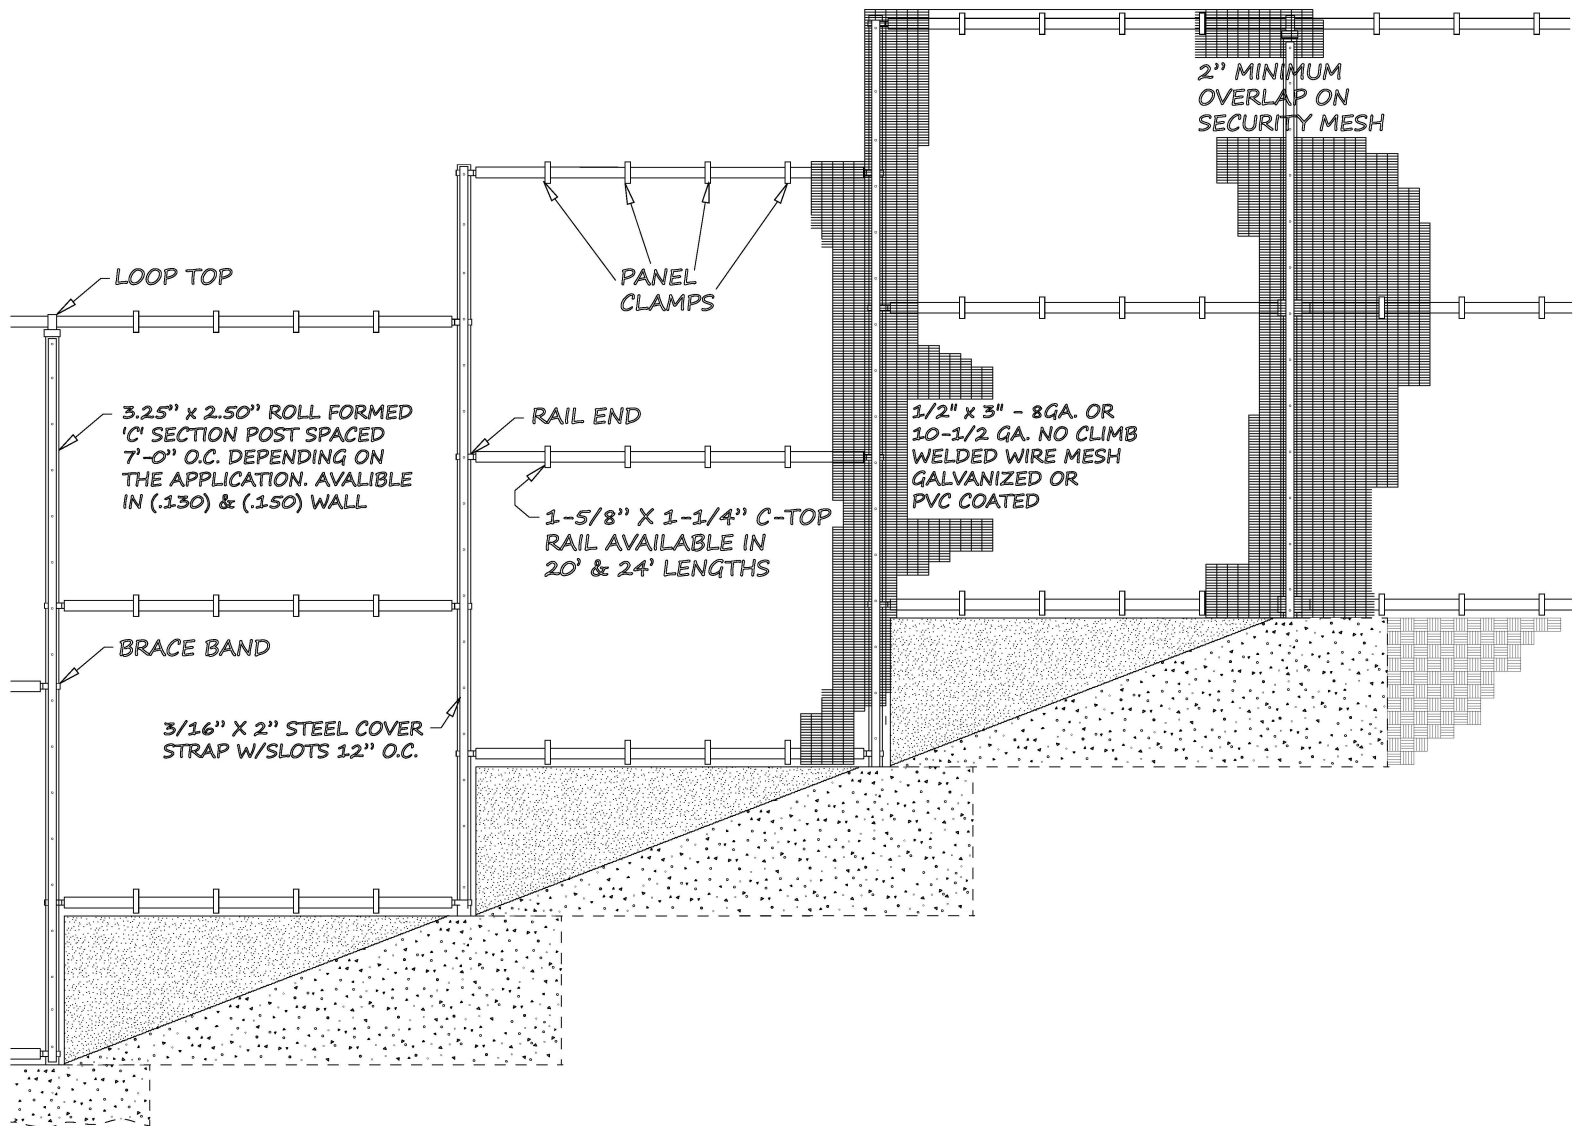 2” MINIMUM
OVERLAP ON
SECURITY MESH
LOOP TOP
PANEL
CLAMPS
3.25” x 2.50” ROLL FORMED
'C' SECTION POST SPACED
7'-0” O.C. DEPENDING ON
THE APPLICATION. AVALIBLE
IN (.130) & (.150) WALL
RAIL END
1/2" x 3" - 8GA. OR
10-1/2 GA. NO CLIMB
WELDED WIRE MESH
GALVANIZED OR
PVC COATED
1-5/8” X 1-1/4” C-TOP
RAIL AVAILABLE IN
20' & 24' LENGTHS
BRACE BAND
3/16” X 2” STEEL COVER
STRAP W/SLOTS 12” O.C.